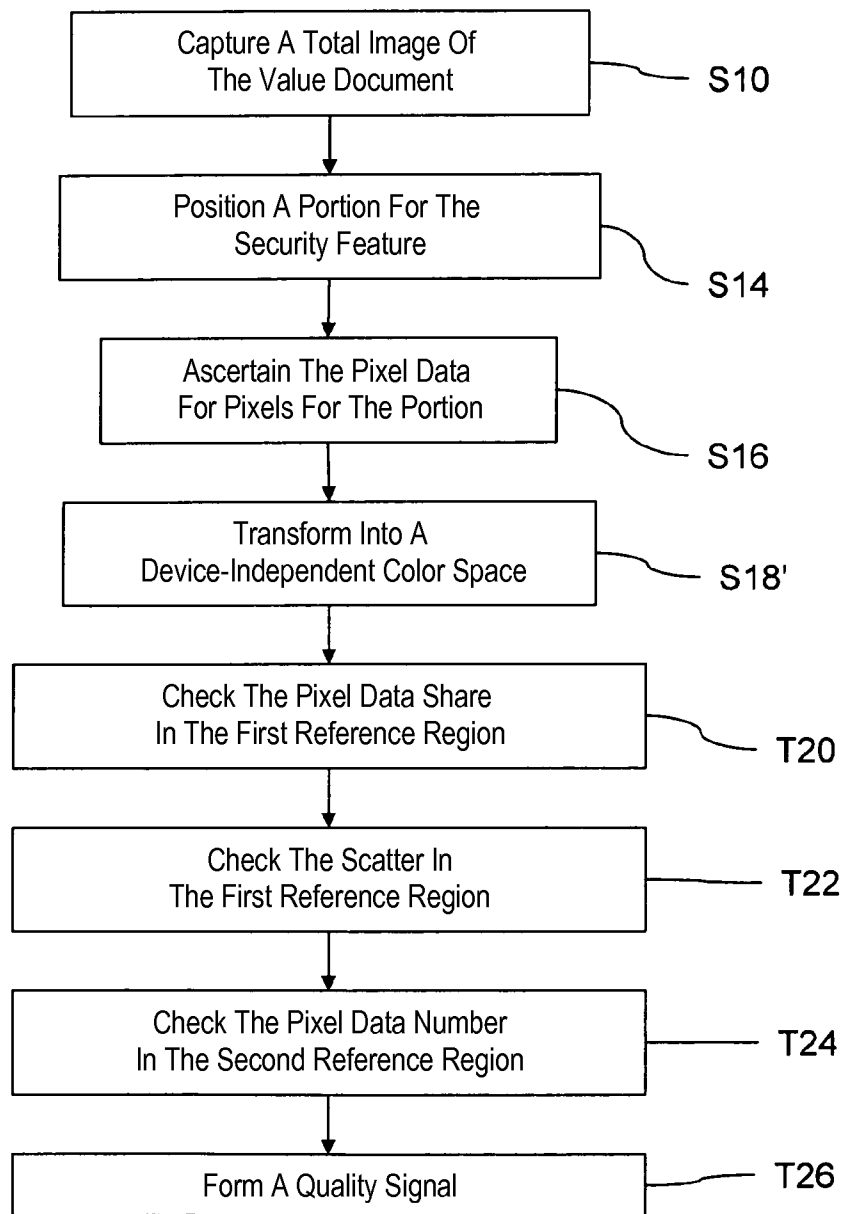 Capture A Total Image Of
The Value Document
S10
Position A Portion For The
Security Feature
S14
Ascertain The Pixel Data
For Pixels For The Portion
S16
Transform Into A
Device-Independent Color Space
S18'
Check The Pixel Data Share
In The First Reference Region
T20
Check The Scatter In
The First Reference Region
T22
Check The Pixel Data Number
In The Second Reference Region
T24
Form A Quality Signal
T26